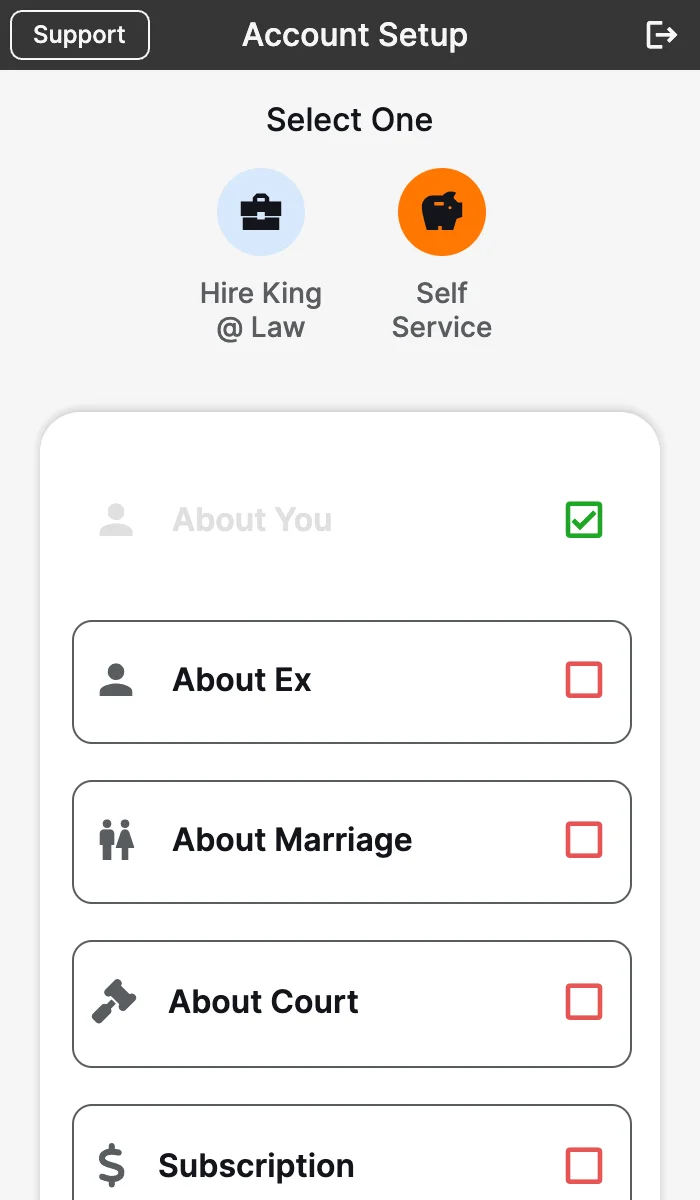 Support
Account Setup
Select One
Hire King
@ Law
Self
Service
About You
About Ex
About Marriage
About Court
Subscription